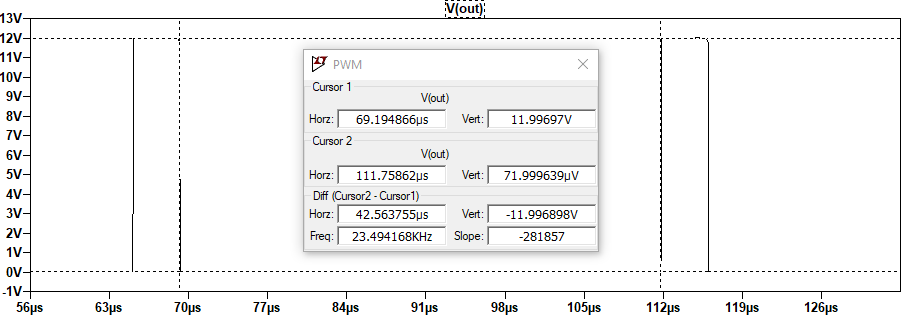 V(out)
13V
12V
11V
10V
9V
8V
7V
6V
5V
4V
3V
2V
1V
0V
-1V
56µs 63µs 70µs 77µs 84µs 91µs 98µs 105µs 112µs 119µs 126µs
PWM
Cursor 1
V(out)
Horz: 69.194866µs Vert: 11.99697V
Cursor 2
V(out)
Horz: 111.75862µs Vert: 71.999639µV
Diff (Cursor2 - Cursor1)
Horz: 42.563755µs Vert: -11.996898V
Freq: 23.494168KHz Slope: -281857